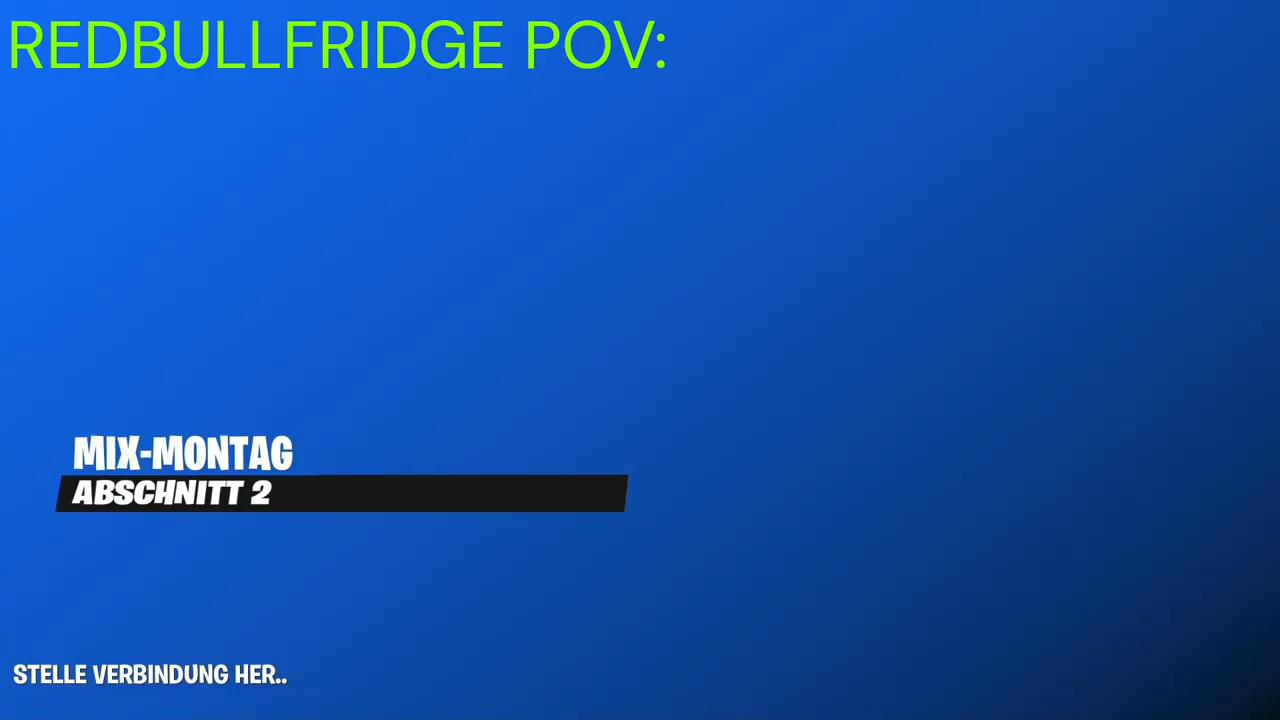 REDBULLFRIDGE POV:
MIX-MONTAG
ABSCHNITT 2
STELLE VERBINDUNG HER..